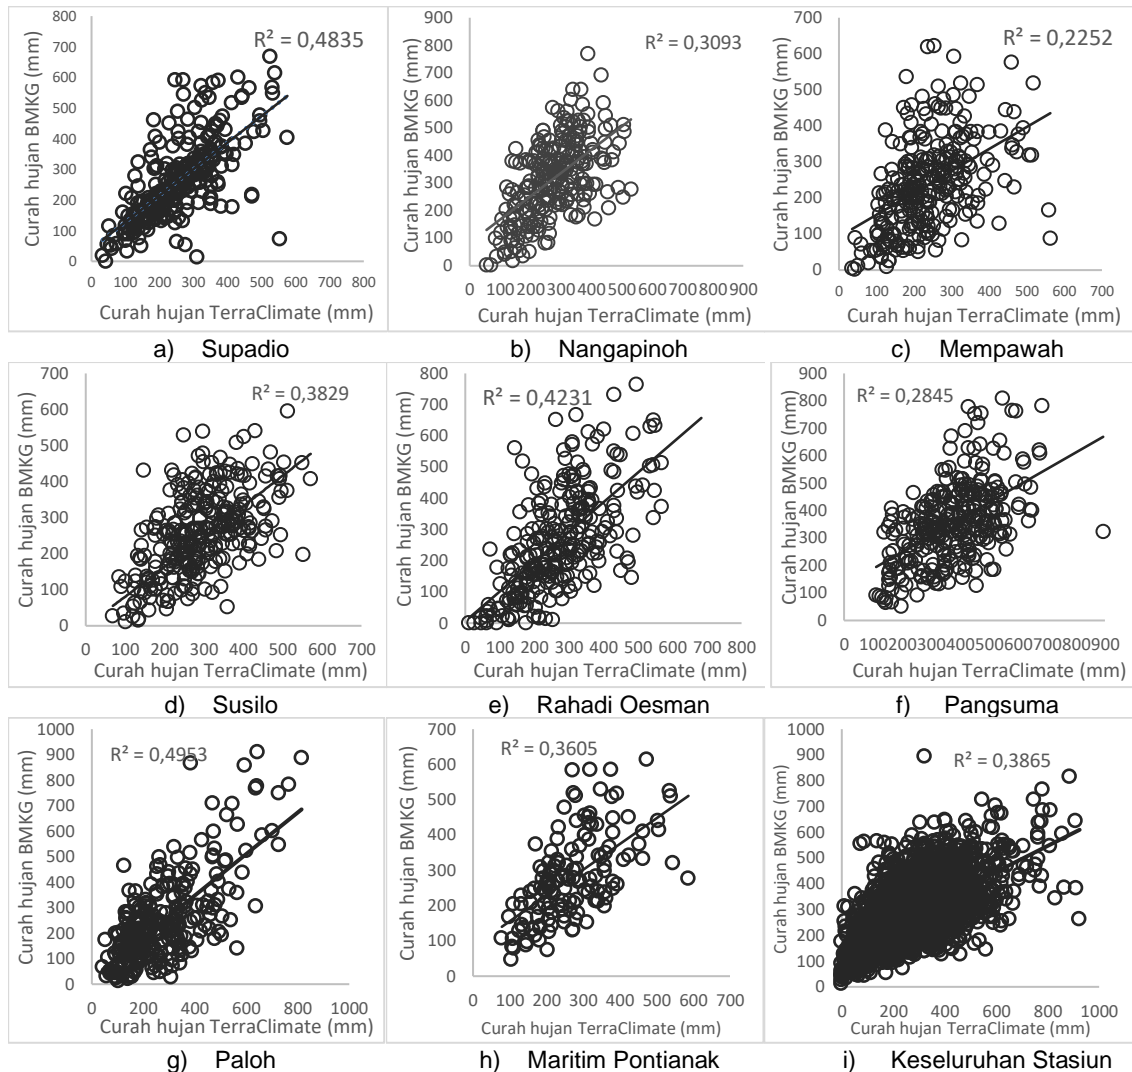 800
700
600
500
400
300
200
100
0
Curah hujan BMKG (mm)
R² = 0,4835
0 100 200 300 400 500 600 700 800
Curah hujan TerraClimate (mm)
a) Supadio
900
800
700
600
500
400
300
200
100
0
Curah hujan BMKG (mm)
R² = 0,3093
0 100 200 300 400 500 600 700 800 900
Curah hujan TerraClimate (mm)
b) Nangapinoh
700
600
500
400
300
200
100
0
Curah hujan BMKG (mm)
R² = 0,2252
0 100 200 300 400 500 600 700
Curah hujan TerraClimate (mm)
c) Mempawah
700
600
500
400
300
200
100
0
Curah hujan BMKG (mm)
R² = 0,3829
0 100 200 300 400 500 600 700
Curah hujan TerraClimate (mm)
d) Susilo
800
700
600
500
400
300
200
100
0
Curah hujan BMKG (mm)
R² = 0,4231
0 100 200 300 400 500 600 700 800
Curah hujan TerraClimate (mm)
e) Rahadi Oesman
900
800
700
600
500
400
300
200
100
0
Curah hujan BMKG (mm)
R² = 0,2845
0 100 200 300 400 500 600 700 800 900
Curah hujan TerraClimate (mm)
f) Pangsuma
1000
900
800
700
600
500
400
300
200
100
0
Curah hujan BMKG (mm)
R² = 0,4953
0 200 400 600 800 1000
Curah hujan TerraClimate (mm)
g) Paloh
700
600
500
400
300
200
100
0
Curah hujan BMKG (mm)
R² = 0,3605
0 100 200 300 400 500 600 700
Curah hujan TerraClimate (mm)
h) Maritim Pontianak
1000
900
800
700
600
500
400
300
200
100
0
Curah hujan BMKG (mm)
R² = 0,3865
0 200 400 600 800 1000
Curah hujan TerraClimate (mm)
i) Keseluruhan Stasiun